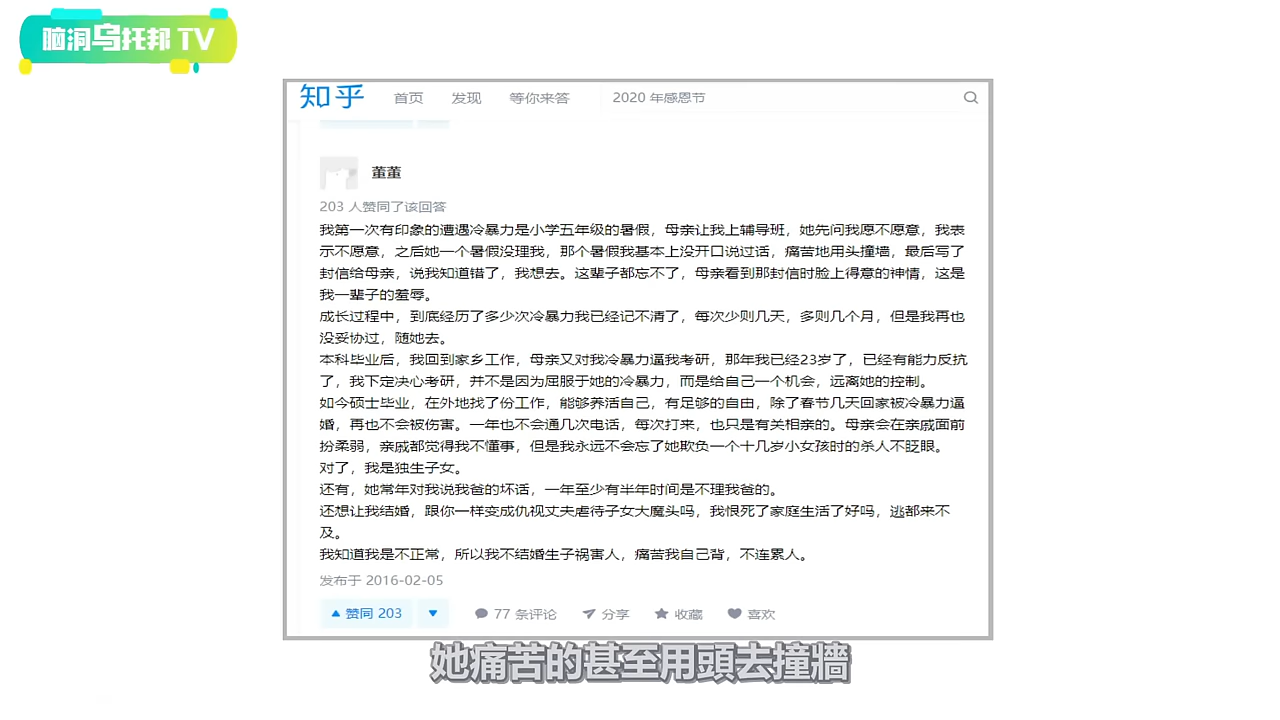 脑洞乌托邦 TV
知乎 首页 发现 等你来答 2020 年感恩节
董董
203 人赞同了该回答
我第一次有印象的遭遇冷暴力是小学五年级的暑假，母亲让我上辅导班，她先问我愿不愿意，我表
示不愿意，之后她一个暑假没理我，那个暑假我基本上没开口说过话，痛苦地用头撞墙，最后写了
封信给母亲，说我知道错了，我想去。这辈子都忘不了，母亲看到那封信时脸上得意的神情，这是
我一辈子的羞辱。
成长过程中，到底经历了多少次冷暴力我已经记不清了，每次少则几天，多则几个月，但是我再也
没妥协过，随她去。
本科毕业后，我回到家乡工作，母亲又对我冷暴力逼我考研，那年我已经23岁了，已经有能力反抗
了，我下定决心考研，并不是因为屈服于她的冷暴力，而是给自己一个机会，远离她的控制。
如今硕士毕业，在外地找了份工作，能够养活自己，有足够的自由，除了春节几天回家被冷暴力逼
婚，再也不会被伤害。一年也不会通几次电话，每次打来，也只是有关相亲的。母亲会在亲戚面前
扮柔弱，亲戚都觉得我不懂事，但是我永远不会忘了她欺负一个十几岁小女孩时的杀人不眨眼。
对了，我是独生子女。
还有，她常年对我说我爸的坏话，一年至少有半年时间是不理我爸的。
还想让我结婚，跟你一样变成仇视丈夫虐待子女大魔头吗，我恨死了家庭生活了好吗，逃都来不
及。
我知道我是不正常，所以我不结婚生子祸害人，痛苦我自己背，不连累人。
发布于 2016-02-05
赞同 203 77 条评论 分享 收藏 喜欢
她痛苦的甚至用頭去撞牆